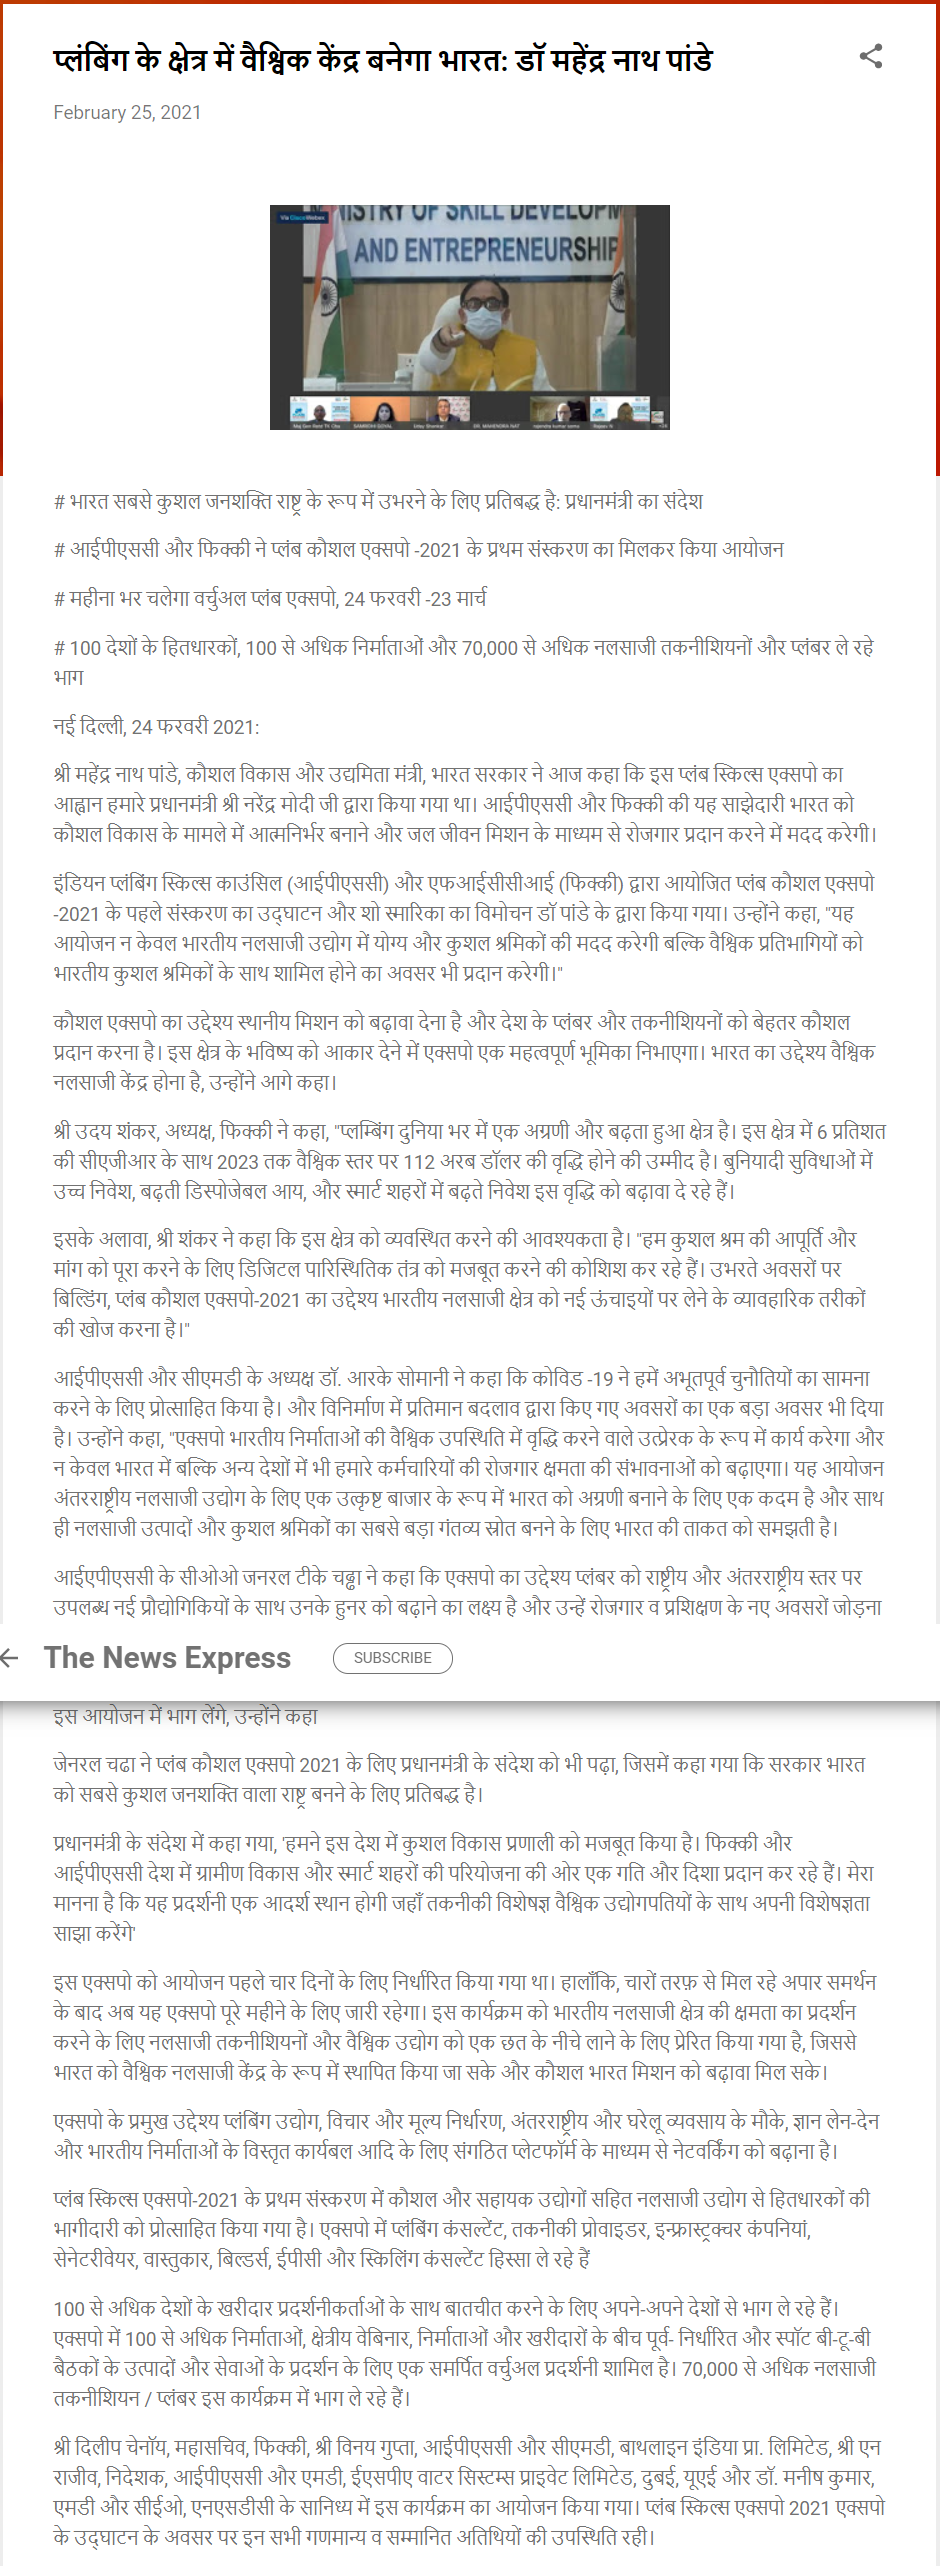 प्लंबिंग के क्षेत्र में वैश्विक केंद्र बनेगा भारत: डॉ महेंद्र नाथ पांडे
February 25, 2021
Via Cisco Webex
NISTRY OF SKILL DEVELOPM
AND ENTREPRENEURSHIP
# भारत सबसे कुशल जनशक्ति राष्ट्र के रूप में उभरने के लिए प्रतिबद्ध है: प्रधानमंत्री का संदेश
# आईपीएससी और फिक्की ने प्लंब कौशल एक्सपो -2021 के प्रथम संस्करण का मिलकर किया आयोजन
# महीना भर चलेगा वर्चुअल प्लंब एक्सपो, 24 फरवरी -23 मार्च
# 100 देशों के हितधारकों, 100 से अधिक निर्माताओं और 70,000 से अधिक नलसाजी तकनीशियनों और प्लंबर ले रहे
भाग
नई दिल्ली, 24 फरवरी 2021:
श्री महेंद्र नाथ पांडे, कौशल विकास और उद्यमिता मंत्री, भारत सरकार ने आज कहा कि इस प्लंब स्किल्स एक्सपो का
आह्वान हमारे प्रधानमंत्री श्री नरेंद्र मोदी जी द्वारा किया गया था। आईपीएससी और फिक्की की यह साझेदारी भारत को
कौशल विकास के मामले में आत्मनिर्भर बनाने और जल जीवन मिशन के माध्यम से रोजगार प्रदान करने में मदद करेगी।
इंडियन प्लंबिंग स्किल्स काउंसिल (आईपीएससी) और एफआईसीसीआई (फिक्की) द्वारा आयोजित प्लंब कौशल एक्सपो
-2021 के पहले संस्करण का उद्घाटन और शो स्मारिका का विमोचन डॉ पांडे के द्वारा किया गया। उन्होंने कहा, "यह
आयोजन न केवल भारतीय नलसाजी उद्योग में योग्य और कुशल श्रमिकों की मदद करेगी बल्कि वैश्विक प्रतिभागियों को
भारतीय कुशल श्रमिकों के साथ शामिल होने का अवसर भी प्रदान करेगी।"
कौशल एक्सपो का उद्देश्य स्थानीय मिशन को बढ़ावा देना है और देश के प्लंबर और तकनीशियनों को बेहतर कौशल
प्रदान करना है। इस क्षेत्र के भविष्य को आकार देने में एक्सपो एक महत्वपूर्ण भूमिका निभाएगा। भारत का उद्देश्य वैश्विक
नलसाजी केंद्र होना है, उन्होंने आगे कहा।
श्री उदय शंकर, अध्यक्ष, फिक्की ने कहा, "प्लम्बिंग दुनिया भर में एक अग्रणी और बढ़ता हुआ क्षेत्र है। इस क्षेत्र में 6 प्रतिशत
की सीएजीआर के साथ 2023 तक वैश्विक स्तर पर 112 अरब डॉलर की वृद्धि होने की उम्मीद है। बुनियादी सुविधाओं में
उच्च निवेश, बढ़ती डिस्पोजेबल आय, और स्मार्ट शहरों में बढ़ते निवेश इस वृद्धि को बढ़ावा दे रहे हैं।
इसके अलावा, श्री शंकर ने कहा कि इस क्षेत्र को व्यवस्थित करने की आवश्यकता है। "हम कुशल श्रम की आपूर्ति और
मांग को पूरा करने के लिए डिजिटल पारिस्थितिक तंत्र को मजबूत करने की कोशिश कर रहे हैं। उभरते अवसरों पर
बिल्डिंग, प्लंब कौशल एक्सपो-2021 का उद्देश्य भारतीय नलसाजी क्षेत्र को नई ऊंचाइयों पर लेने के व्यावहारिक तरीकों
की खोज करना है।"
आईपीएससी और सीएमडी के अध्यक्ष डॉ. आरके सोमानी ने कहा कि कोविड -19 ने हमें अभूतपूर्व चुनौतियों का सामना
करने के लिए प्रोत्साहित किया है। और विनिर्माण में प्रतिमान बदलाव द्वारा किए गए अवसरों का एक बड़ा अवसर भी दिया
है। उन्होंने कहा, "एक्सपो भारतीय निर्माताओं की वैश्विक उपस्थिति में वृद्धि करने वाले उत्प्रेरक के रूप में कार्य करेगा और
न केवल भारत में बल्कि अन्य देशों में भी हमारे कर्मचारियों की रोजगार क्षमता की संभावनाओं को बढ़ाएगा। यह आयोजन
अंतरराष्ट्रीय नलसाजी उद्योग के लिए एक उत्कृष्ट बाजार के रूप में भारत को अग्रणी बनाने के लिए एक कदम है और साथ
ही नलसाजी उत्पादों और कुशल श्रमिकों का सबसे बड़ा गंतव्य स्रोत बनने के लिए भारत की ताकत को समझती है।
आईएपीएससी के सीओओ जनरल टीके चढ्ढा ने कहा कि एक्सपो का उद्देश्य प्लंबर को राष्ट्रीय और अंतरराष्ट्रीय स्तर पर
उपलब्ध नई प्रौद्योगिकियों के साथ उनके हुनर को बढ़ाने का लक्ष्य है और उन्हें रोजगार व प्रशिक्षण के नए अवसरों जोड़ना
The News Express
SUBSCRIBE
इस आयोजन में भाग लेंगे, उन्होंने कहा
जेनरल चढा ने प्लंब कौशल एक्सपो 2021 के लिए प्रधानमंत्री के संदेश को भी पढ़ा, जिसमें कहा गया कि सरकार भारत
को सबसे कुशल जनशक्ति वाला राष्ट्र बनने के लिए प्रतिबद्ध है।
प्रधानमंत्री के संदेश में कहा गया, 'हमने इस देश में कुशल विकास प्रणाली को मजबूत किया है। फिक्की और
आईपीएससी देश में ग्रामीण विकास और स्मार्ट शहरों की परियोजना की ओर एक गति और दिशा प्रदान कर रहे हैं। मेरा
मानना है कि यह प्रदर्शनी एक आदर्श स्थान होगी जहाँ तकनीकी विशेषज्ञ वैश्विक उद्योगपतियों के साथ अपनी विशेषज्ञता
साझा करेंगे'
इस एक्सपो को आयोजन पहले चार दिनों के लिए निर्धारित किया गया था। हालाँकि, चारों तरफ़ से मिल रहे अपार समर्थन
के बाद अब यह एक्सपो पूरे महीने के लिए जारी रहेगा। इस कार्यक्रम को भारतीय नलसाजी क्षेत्र की क्षमता का प्रदर्शन
करने के लिए नलसाजी तकनीशियनों और वैश्विक उद्योग को एक छत के नीचे लाने के लिए प्रेरित किया गया है, जिससे
भारत को वैश्विक नलसाजी केंद्र के रूप में स्थापित किया जा सके और कौशल भारत मिशन को बढ़ावा मिल सके।
एक्सपो के प्रमुख उद्देश्य प्लंबिंग उद्योग, विचार और मूल्य निर्धारण, अंतरराष्ट्रीय और घरेलू व्यवसाय के मौके, ज्ञान लेन-देन
और भारतीय निर्माताओं के विस्तृत कार्यबल आदि के लिए संगठित प्लेटफॉर्म के माध्यम से नेटवर्किंग को बढ़ाना है।
प्लंब स्किल्स एक्सपो-2021 के प्रथम संस्करण में कौशल और सहायक उद्योगों सहित नलसाजी उद्योग से हितधारकों की
भागीदारी को प्रोत्साहित किया गया है। एक्सपो में प्लंबिंग कंसल्टेंट, तकनीकी प्रोवाइडर, इन्फ्रास्ट्रक्चर कंपनियां,
सेनेटरीवेयर, वास्तुकार, बिल्डर्स, ईपीसी और स्किलिंग कंसल्टेंट हिस्सा ले रहे हैं
100 से अधिक देशों के खरीदार प्रदर्शनीकर्ताओं के साथ बातचीत करने के लिए अपने-अपने देशों से भाग ले रहे हैं।
एक्सपो में 100 से अधिक निर्माताओं, क्षेत्रीय वेबिनार, निर्माताओं और खरीदारों के बीच पूर्व- निर्धारित और स्पॉट बी-टू-बी
बैठकों के उत्पादों और सेवाओं के प्रदर्शन के लिए एक समर्पित वर्चुअल प्रदर्शनी शामिल है। 70,000 से अधिक नलसाजी
तकनीशियन / प्लंबर इस कार्यक्रम में भाग ले रहे हैं।
श्री दिलीप चेनॉय, महासचिव, फिक्की, श्री विनय गुप्ता, आईपीएससी और सीएमडी, बाथलाइन इंडिया प्रा. लिमिटेड, श्री एन
राजीव, निदेशक, आईपीएससी और एमडी, ईएसपीए वाटर सिस्टम्स प्राइवेट लिमिटेड, दुबई, यूएई और डॉ. मनीष कुमार,
एमडी और सीईओ, एनएसडीसी के सानिध्य में इस कार्यक्रम का आयोजन किया गया। प्लंब स्किल्स एक्सपो 2021 एक्सपो
के उद्घाटन के अवसर पर इन सभी गणमान्य व सम्मानित अतिथियों की उपस्थिति रही।